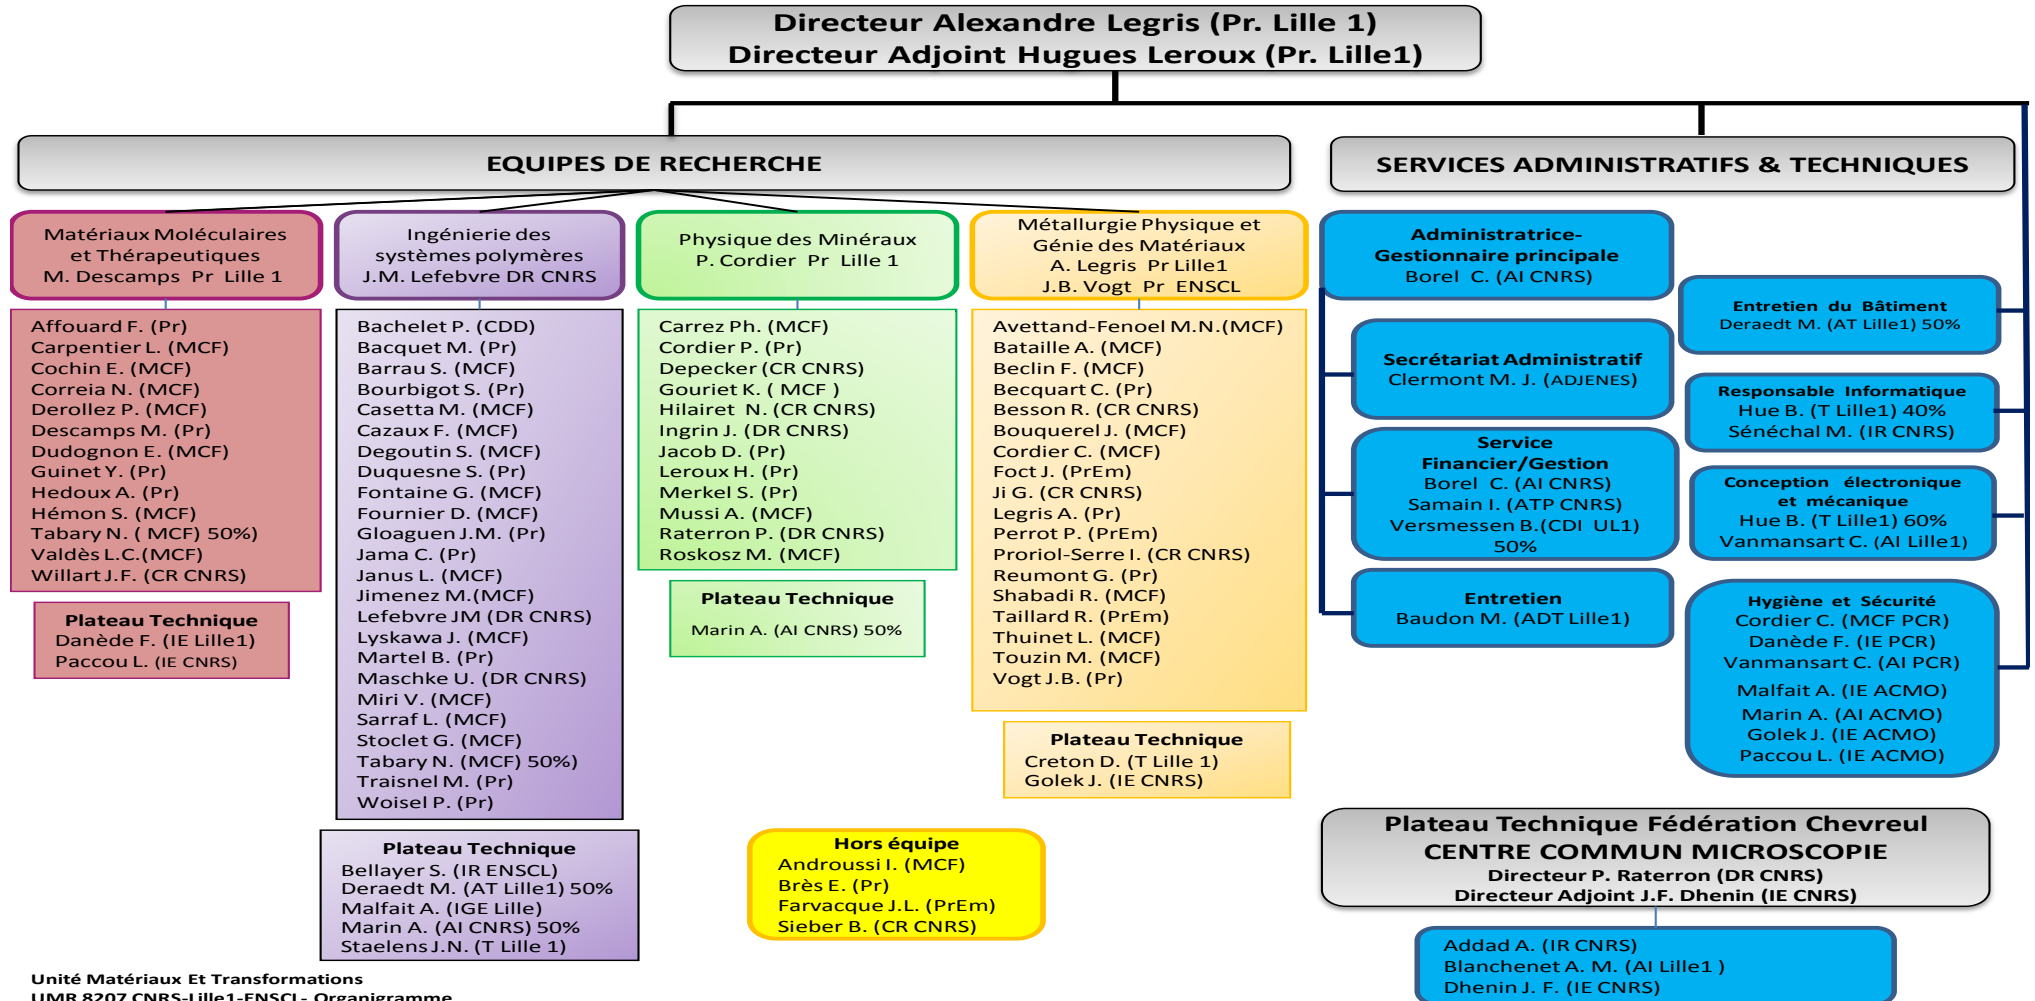 Directeur Alexandre Legris (Pr. Lille 1)
Directeur Adjoint Hugues Leroux (Pr. Lille1)
EQUIPES DE RECHERCHE
SERVICES ADMINISTRATIFS & TECHNIQUES
Matériaux Moléculaires
et Thérapeutiques
M. Descamps Pr Lille 1
Affouard F. (Pr)
Carpentier L. (MCF)
Cochin E. (MCF)
Correia N. (MCF)
Derollez P. (MCF)
Descamps M. (Pr)
Dudognon E. (MCF)
Guinet Y. (Pr)
Hedoux A. (Pr)
Hémon S. (MCF)
Tabary N. ( MCF) 50%)
Valdès L.C.(MCF)
Willart J.F. (CR CNRS)
Plateau Technique
Danède F. (IE Lille1)
Paccou L. (IE CNRS)
Ingénierie des
systèmes polymères
J.M. Lefebvre DR CNRS
Bachelet P. (CDD)
Bacquet M. (Pr)
Barrau S. (MCF)
Bourbigot S. (Pr)
Casetta M. (MCF)
Cazaux F. (MCF)
Degoutin S. (MCF)
Duquesne S. (Pr)
Fontaine G. (MCF)
Fournier D. (MCF)
Gloaguen J.M. (Pr)
Jama C. (Pr)
Janus L. (MCF)
Jimenez M.(MCF)
Lefebvre JM (DR CNRS)
Lyskawa J. (MCF)
Martel B. (Pr)
Maschke U. (DR CNRS)
Miri V. (MCF)
Sarraf L. (MCF)
Stoclet G. (MCF)
Tabary N. (MCF) 50%)
Traisnel M. (Pr)
Woisel P. (Pr)
Plateau Technique
Bellayer S. (IR ENSCL)
Deraedt M. (AT Lille1) 50%
Malfait A. (IGE Lille)
Marin A. (AI CNRS) 50%
Staelens J.N. (T Lille 1)
Physique des Minéraux
P. Cordier Pr Lille 1
Carrez Ph. (MCF)
Cordier P. (Pr)
Depecker (CR CNRS)
Gouriet K. ( MCF )
Hilairet N. (CR CNRS)
Ingrin J. (DR CNRS)
Jacob D. (Pr)
Leroux H. (Pr)
Merkel S. (Pr)
Mussi A. (MCF)
Raterron P. (DR CNRS)
Roskosz M. (MCF)
Plateau Technique
Marin A. (AI CNRS) 50%
Métallurgie Physique et
Génie des Matériaux
A. Legris Pr Lille1
J.B. Vogt Pr ENSCL
Avettand-Fenoel M.N.(MCF)
Bataille A. (MCF)
Beclin F. (MCF)
Becquart C. (Pr)
Besson R. (CR CNRS)
Bouquerel J. (MCF)
Cordier C. (MCF)
Foct J. (PrEm)
Ji G. (CR CNRS)
Legris A. (Pr)
Perrot P. (PrEm)
Proriol-Serre I. (CR CNRS)
Reumont G. (Pr)
Shabadi R. (MCF)
Taillard R. (PrEm)
Thuinet L. (MCF)
Touzin M. (MCF)
Vogt J.B. (Pr)
Plateau Technique
Creton D. (T Lille 1)
Golek J. (IE CNRS)
Hors équipe
Androussi I. (MCF)
Brès E. (Pr)
Farvacque J.L. (PrEm)
Sieber B. (CR CNRS)
Administratrice-
Gestionnaire principale
Borel C. (AI CNRS)
Secrétariat Administratif
Clermont M. J. (ADJENES)
Service
Financier/Gestion
Borel C. (AI CNRS)
Samain I. (ATP CNRS)
Versmessen B.(CDI UL1)
50%
Entretien
Baudon M. (ADT Lille1)
Entretien du Bâtiment
Deraedt M. (AT Lille1) 50%
Responsable Informatique
Hue B. (T Lille1) 40%
Sénéchal M. (IR CNRS)
Conception électronique
et mécanique
Hue B. (T Lille1) 60%
Vanmansart C. (AI Lille1)
Hygiène et Sécurité
Cordier C. (MCF PCR)
Danède F. (IE PCR)
Vanmansart C. (AI PCR)
Malfait A. (IE ACMO)
Marin A. (AI ACMO)
Golek J. (IE ACMO)
Paccou L. (IE ACMO)
Plateau Technique Fédération Chevreul
CENTRE COMMUN MICROSCOPIE
Directeur P. Raterron (DR CNRS)
Directeur Adjoint J.F. Dhenin (IE CNRS)
Addad A. (IR CNRS)
Blanchenet A. M. (AI Lille1 )
Dhenin J. F. (IE CNRS)
Unité Matériaux Et Transformations
UMR 8207 CNRS-Lille1-ENSCL- Organigramme